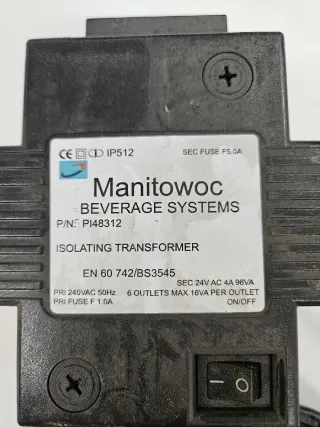 CE IP512 SEC FUSE F5.0A
Manitowoc
BEVERAGE SYSTEMS
P/N: PI48312
ISOLATING TRANSFORMER
EN 60 742/BS3545
SEC 24V AC 4A 96VA
PRI 240VAC 50Hz 6 OUTLETS MAX 16VA PER OUTLET
PRI FUSE F 1.0A ON/OFF
I O